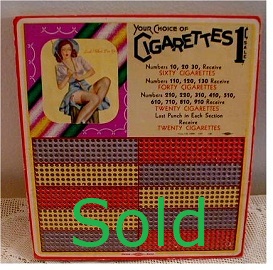 YOUR CHOICE OF
CIGARETTES 1¢
Numbers 10, 20 30, Receive
SIXTY CIGARETTES
Numbers 110, 120, 130 Receive
FORTY CIGARETTES
Numbers 210, 220, 310, 410, 510,
610, 710, 810, 910 Receive
TWENTY CIGARETTES
Last Punch in Each Section
Receive
TWENTY CIGARETTES
Sold